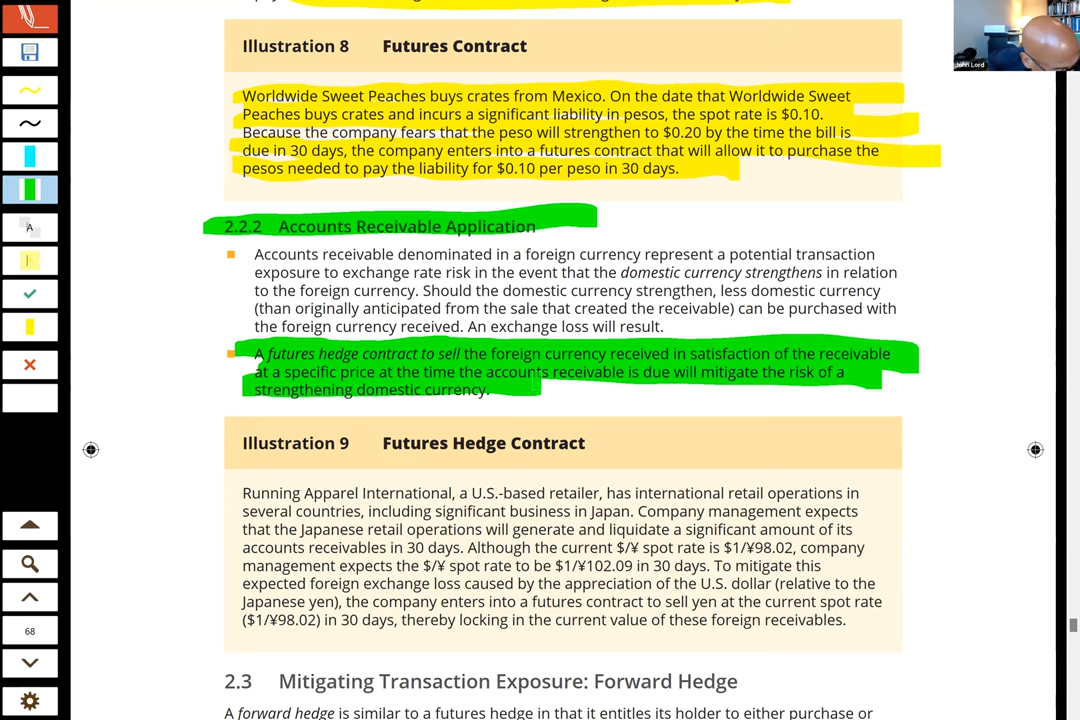 Illustration 8 Futures Contract
Worldwide Sweet Peaches buys crates from Mexico. On the date that Worldwide Sweet
Peaches buys crates and incurs a significant liability in pesos, the spot rate is $0.10.
Because the company fears that the peso will strengthen to $0.20 by the time the bill is
due in 30 days, the company enters into a futures contract that will allow it to purchase the
pesos needed to pay the liability for $0.10 per peso in 30 days.
2.2.2 Accounts Receivable Application
Accounts receivable denominated in a foreign currency represent a potential transaction
exposure to exchange rate risk in the event that the domestic currency strengthens in relation
to the foreign currency. Should the domestic currency strengthen, less domestic currency
(than originally anticipated from the sale that created the receivable) can be purchased with
the foreign currency received. An exchange loss will result.
A futures hedge contract to sell the foreign currency received in satisfaction of the receivable
at a specific price at the time the accounts receivable is due will mitigate the risk of a
strengthening domestic currency.
Illustration 9 Futures Hedge Contract
Running Apparel International, a U.S.-based retailer, has international retail operations in
several countries, including significant business in Japan. Company management expects
that the Japanese retail operations will generate and liquidate a significant amount of its
accounts receivables in 30 days. Although the current $/¥ spot rate is $1/¥98.02, company
management expects the $/¥ spot rate to be $1/¥102.09 in 30 days. To mitigate this
expected foreign exchange loss caused by the appreciation of the U.S. dollar (relative to the
Japanese yen), the company enters into a futures contract to sell yen at the current spot rate
($1/¥98.02) in 30 days, thereby locking in the current value of these foreign receivables.
2.3 Mitigating Transaction Exposure: Forward Hedge
A forward hedge is similar to a futures hedge in that it entitles its holder to either purchase or
John Lord
A
68